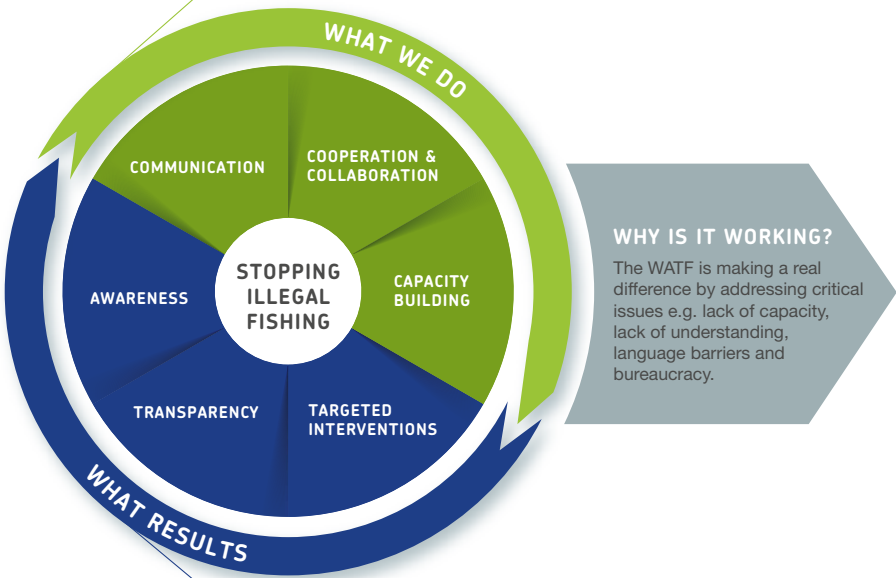 WHAT WE DO
COMMUNICATION
COOPERATION &
COLLABORATION
CAPACITY
BUILDING
STOPPING
ILLEGAL
FISHING
AWARENESS
TRANSPARENCY
TARGETED
INTERVENTIONS
WHAT RESULTS
WHY IS IT WORKING?
The WATF is making a real
difference by addressing critical
issues e.g. lack of capacity,
lack of understanding,
language barriers and
bureaucracy.